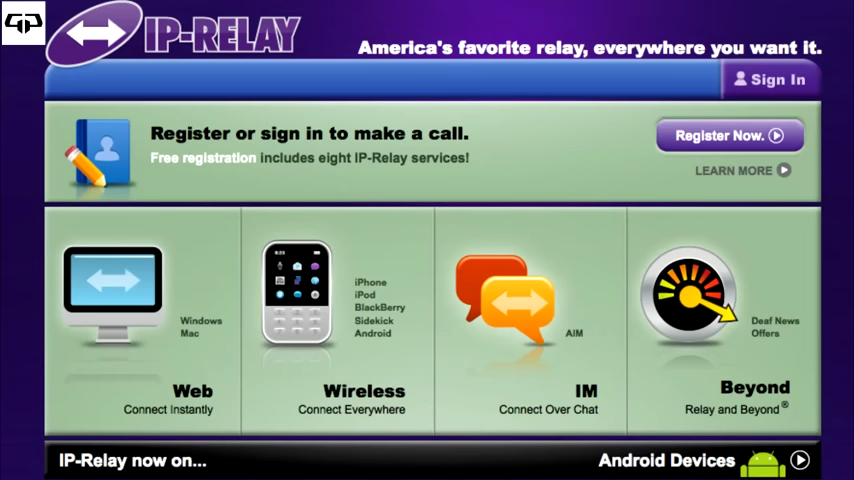 IP-RELAY
America's favorite relay, everywhere you want it.
Sign In
Register or sign in to make a call.
Free registration includes eight IP-Relay services!
Register Now.
LEARN MORE
Windows
Mac
Web
Connect Instantly
iPhone
iPod
BlackBerry
Sidekick
Android
Wireless
Connect Everywhere
AIM
IM
Connect Over Chat
Deaf News
Offers
Beyond
Relay and Beyond®
IP-Relay now on...
Android Devices